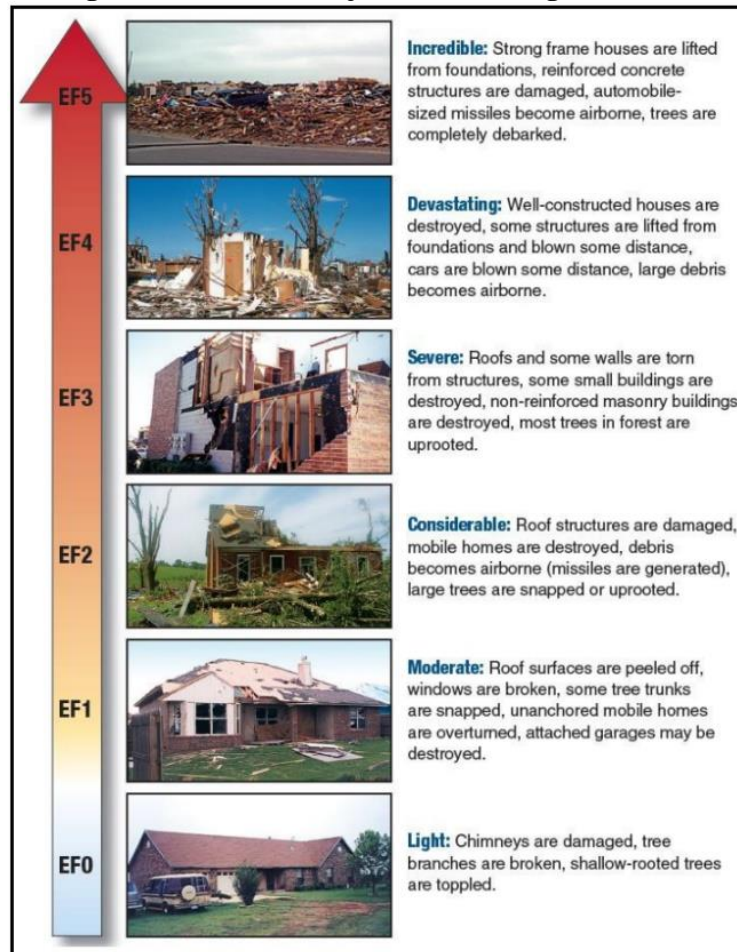 EF5
Incredible: Strong frame houses are lifted
from foundations, reinforced concrete
structures are damaged, automobile-
sized missiles become airborne, trees are
completely debarked.
EF4
Devastating: Well-constructed houses are
destroyed, some structures are lifted from
foundations and blown some distance,
cars are blown some distance, large debris
becomes airborne.
EF3
Severe: Roofs and some walls are torn
from structures, some small buildings are
destroyed, non-reinforced masonry buildings
are destroyed, most trees in forest are
uprooted.
EF2
Considerable: Roof structures are damaged,
mobile homes are destroyed, debris
becomes airborne (missiles are generated),
large trees are snapped or uprooted.
EF1
Moderate: Roof surfaces are peeled off,
windows are broken, some tree trunks
are snapped, unanchored mobile homes
are overturned, attached garages may be
destroyed.
EF0
Light: Chimneys are damaged, tree
branches are broken, shallow-rooted trees
are toppled.